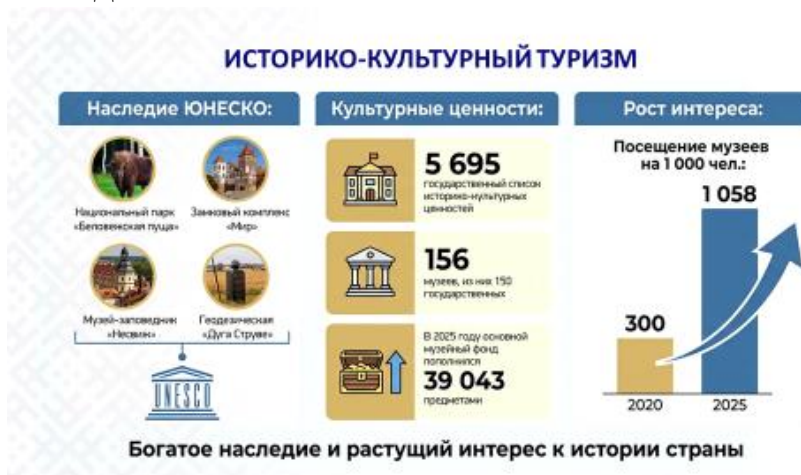 ИСТОРИКО-КУЛЬТУРНЫЙ ТУРИЗМ
Наследие ЮНЕСКО:
Национальный парк
«Беловежская пуща»
Замковый комплекс
«Мир»
Музей-заповедник
«Несвиж»
Геодезическая
«Дуга Струве»
UNESCO
Культурные ценности:
5 695
государственный список
историко-культурных
ценностей
156
музеев, из них 150
государственных
В 2025 году основной
музейный фонд
пополнился
39 043
предметами
Рост интереса:
Посещение музеев
на 1 000 чел.:
1 058
300
2020
2025
Богатое наследие и растущий интерес к истории страны